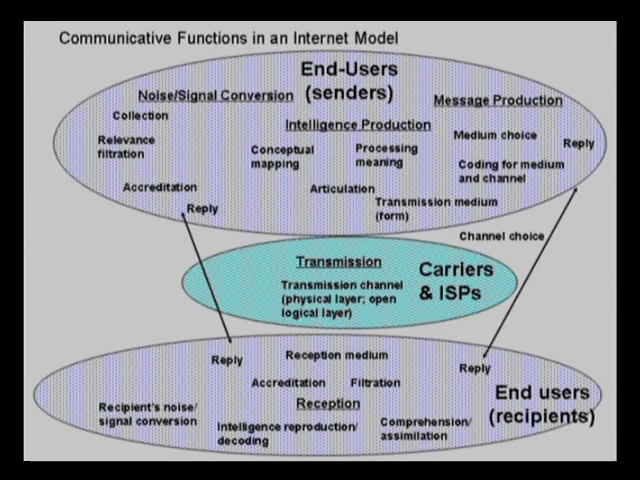 Communicative Functions in an Internet Model
End-Users
(senders)
Noise/Signal Conversion
Message Production
Collection
Intelligence Production
Relevance
filtration
Conceptual
mapping
Processing
meaning
Medium choice
Reply
Coding for medium
and channel
Accreditation
Articulation
Reply
Transmission medium
(form)
Channel choice
Transmission
Carriers
& ISPs
Transmission channel
(physical layer; open
logical layer)
Reply
Reception medium
Reply
Accreditation
Filtration
Reception
End users
(recipients)
Recipient's noise/
signal conversion
Intelligence reproduction/
decoding
Comprehension/
assimilation